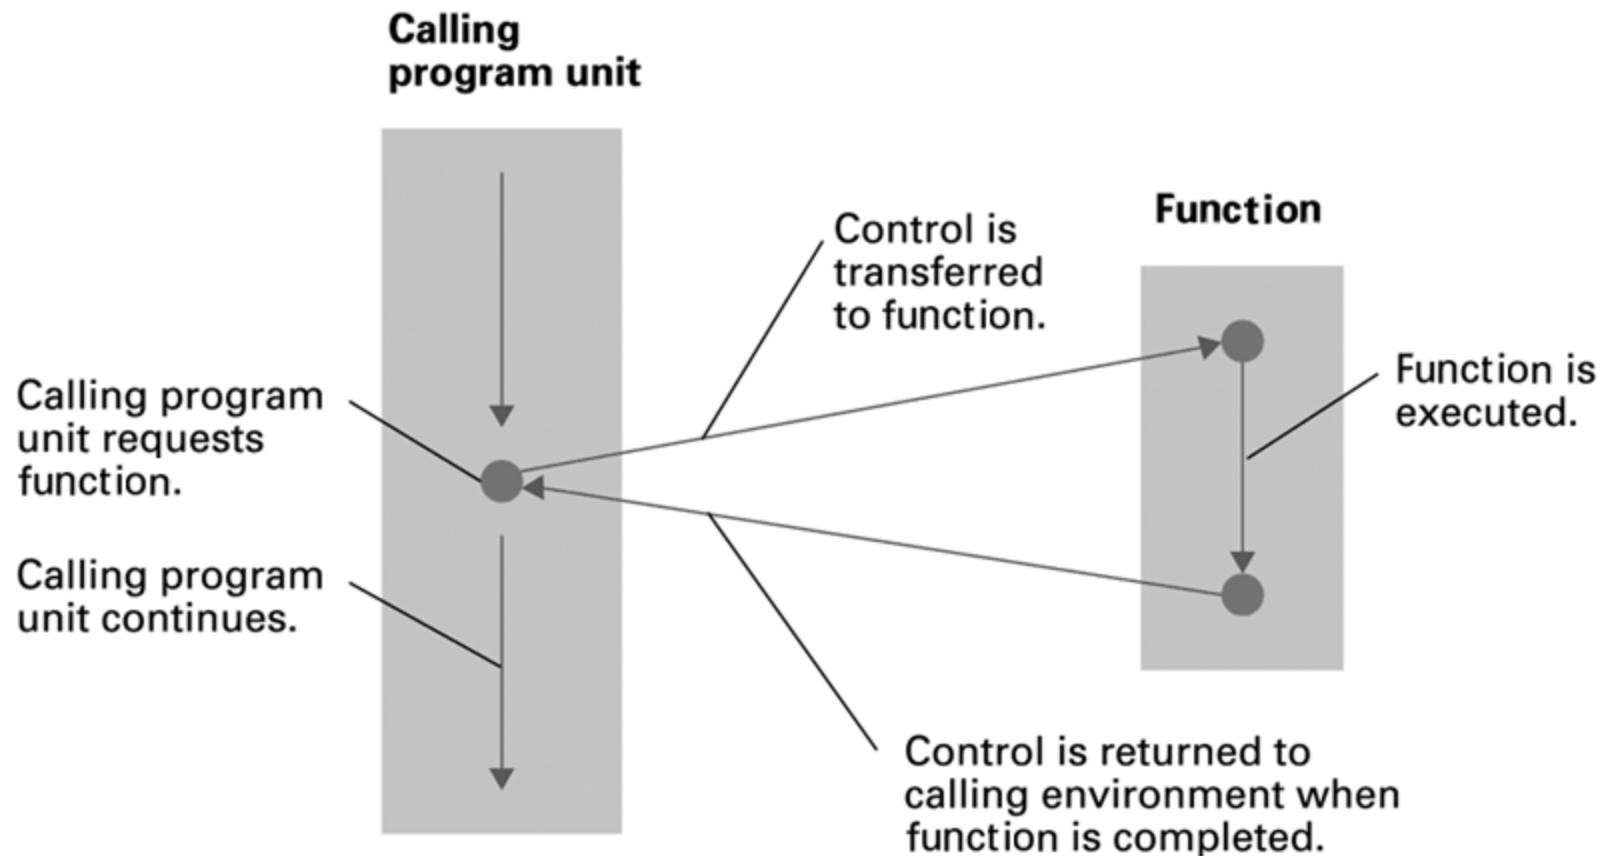 Calling
program unit
Function
Control is
transferred
to function.
Function is
executed.
Calling program
unit requests
function.
Calling program
unit continues.
Control is returned to
calling environment when
function is completed.